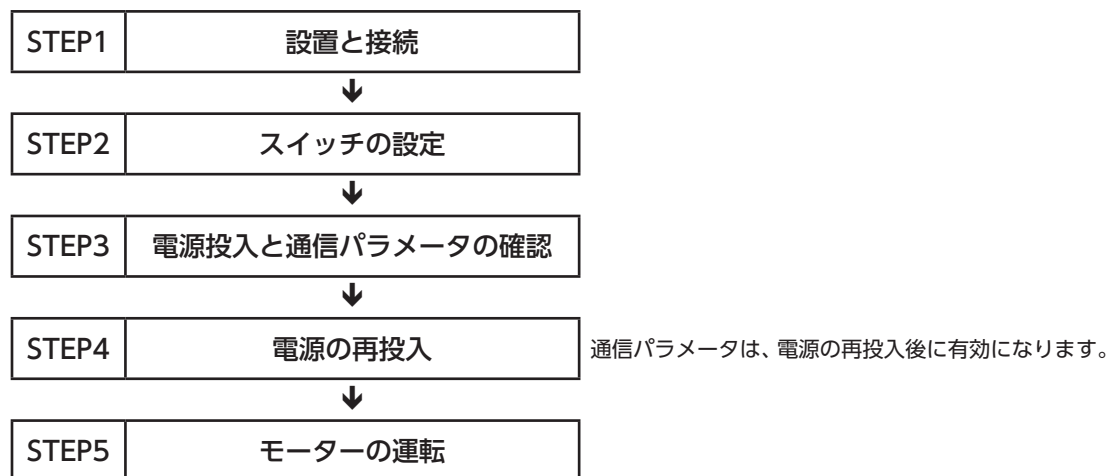 STEP1 設置と接続
STEP2 スイッチの設定
STEP3 電源投入と通信パラメータの確認
STEP4 電源の再投入 通信パラメータは、電源の再投入後に有効になります。
STEP5 モーターの運転